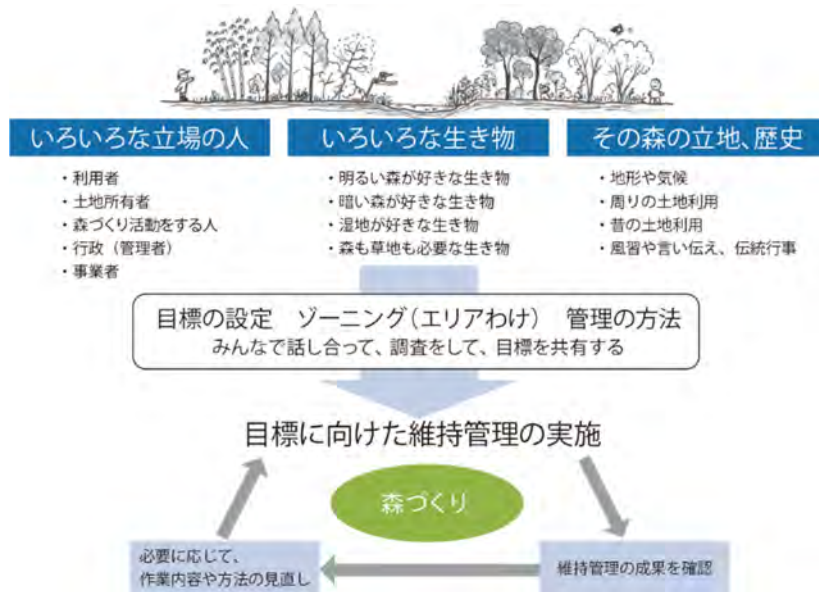 いろいろな立場の人
・利用者
・土地所有者
・森づくり活動をする人
・行政（管理者）
・事業者
いろいろな生き物
・明るい森が好きな生き物
・暗い森が好きな生き物
・湿地が好きな生き物
・森も草地も必要な生き物
その森の立地、歴史
・地形や気候
・周りの土地利用
・昔の土地利用
・風習や言い伝え、伝統行事
目標の設定　ゾーニング（エリアわけ）　管理の方法
みんなで話し合って、調査をして、目標を共有する
目標に向けた維持管理の実施
森づくり
維持管理の成果を確認
必要に応じて、
作業内容や方法の見直し